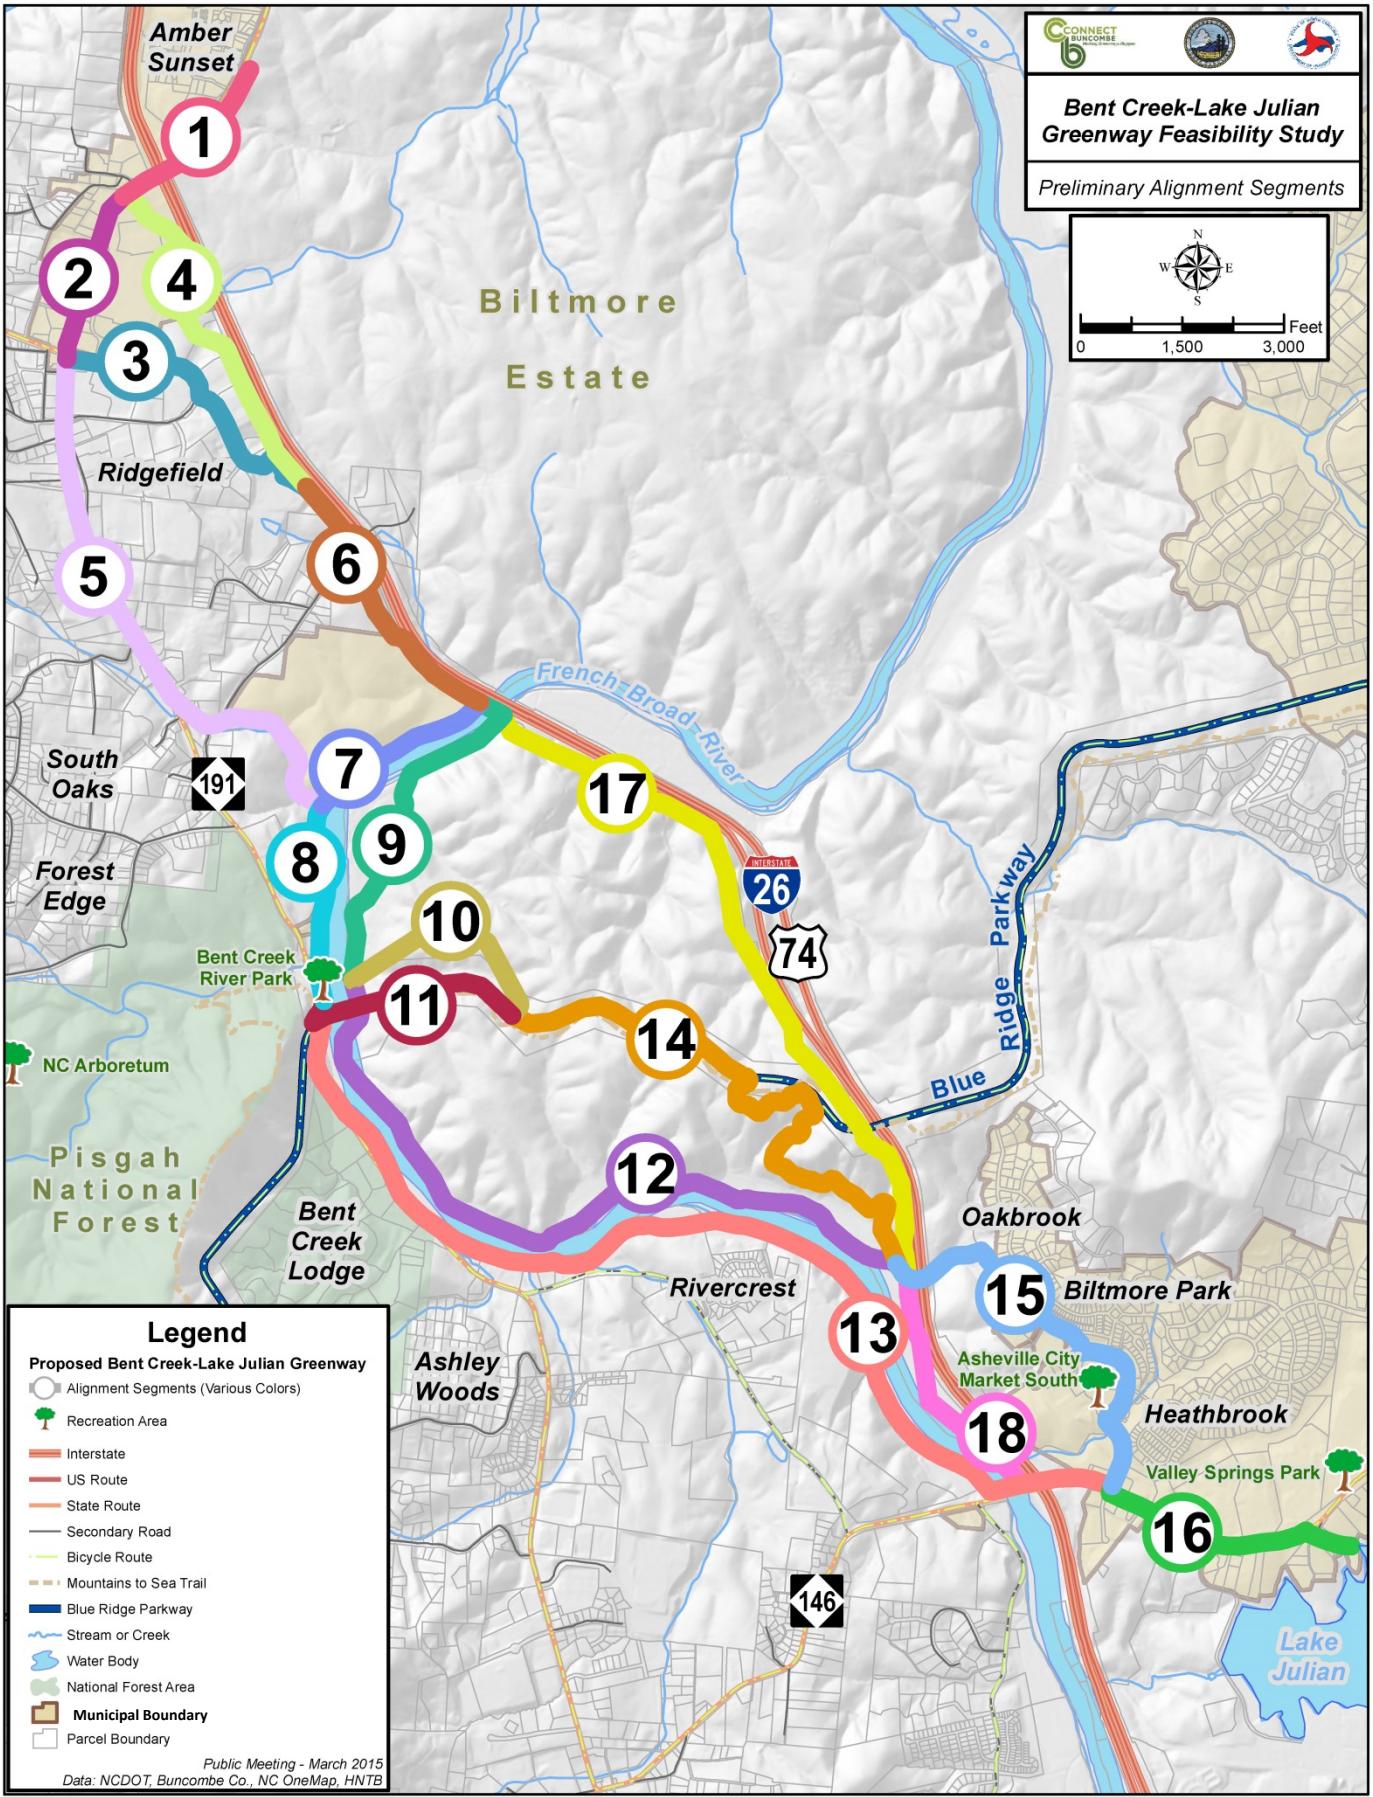 Amber
Sunset
CONNECT
BUNCOMBE
Bent Creek-Lake Julian
Greenway Feasibility Study
Preliminary Alignment Segments
N
W E
S
Feet
0 1,500 3,000
1
2
4
3
Biltmore
Estate
Ridgefield
5
6
French Broad River
South
Oaks
191
7
17
8
9
Forest
Edge
INTERSTATE
26
74
Blue Ridge Parkway
10
Bent Creek
River Park
11
14
NC Arboretum
Pisgah
National
Forest
12
Bent
Creek
Lodge
Oakbrook
Rivercrest
15
Biltmore Park
13
Ashley
Woods
Asheville City
Market South
18
Heathbrook
Valley Springs Park
16
146
Lake
Julian
Legend
Proposed Bent Creek-Lake Julian Greenway
Alignment Segments (Various Colors)
Recreation Area
Interstate
US Route
State Route
Secondary Road
Bicycle Route
Mountains to Sea Trail
Blue Ridge Parkway
Stream or Creek
Water Body
National Forest Area
Municipal Boundary
Parcel Boundary
Public Meeting - March 2015
Data: NCDOT, Buncombe Co., NC OneMap, HNTB